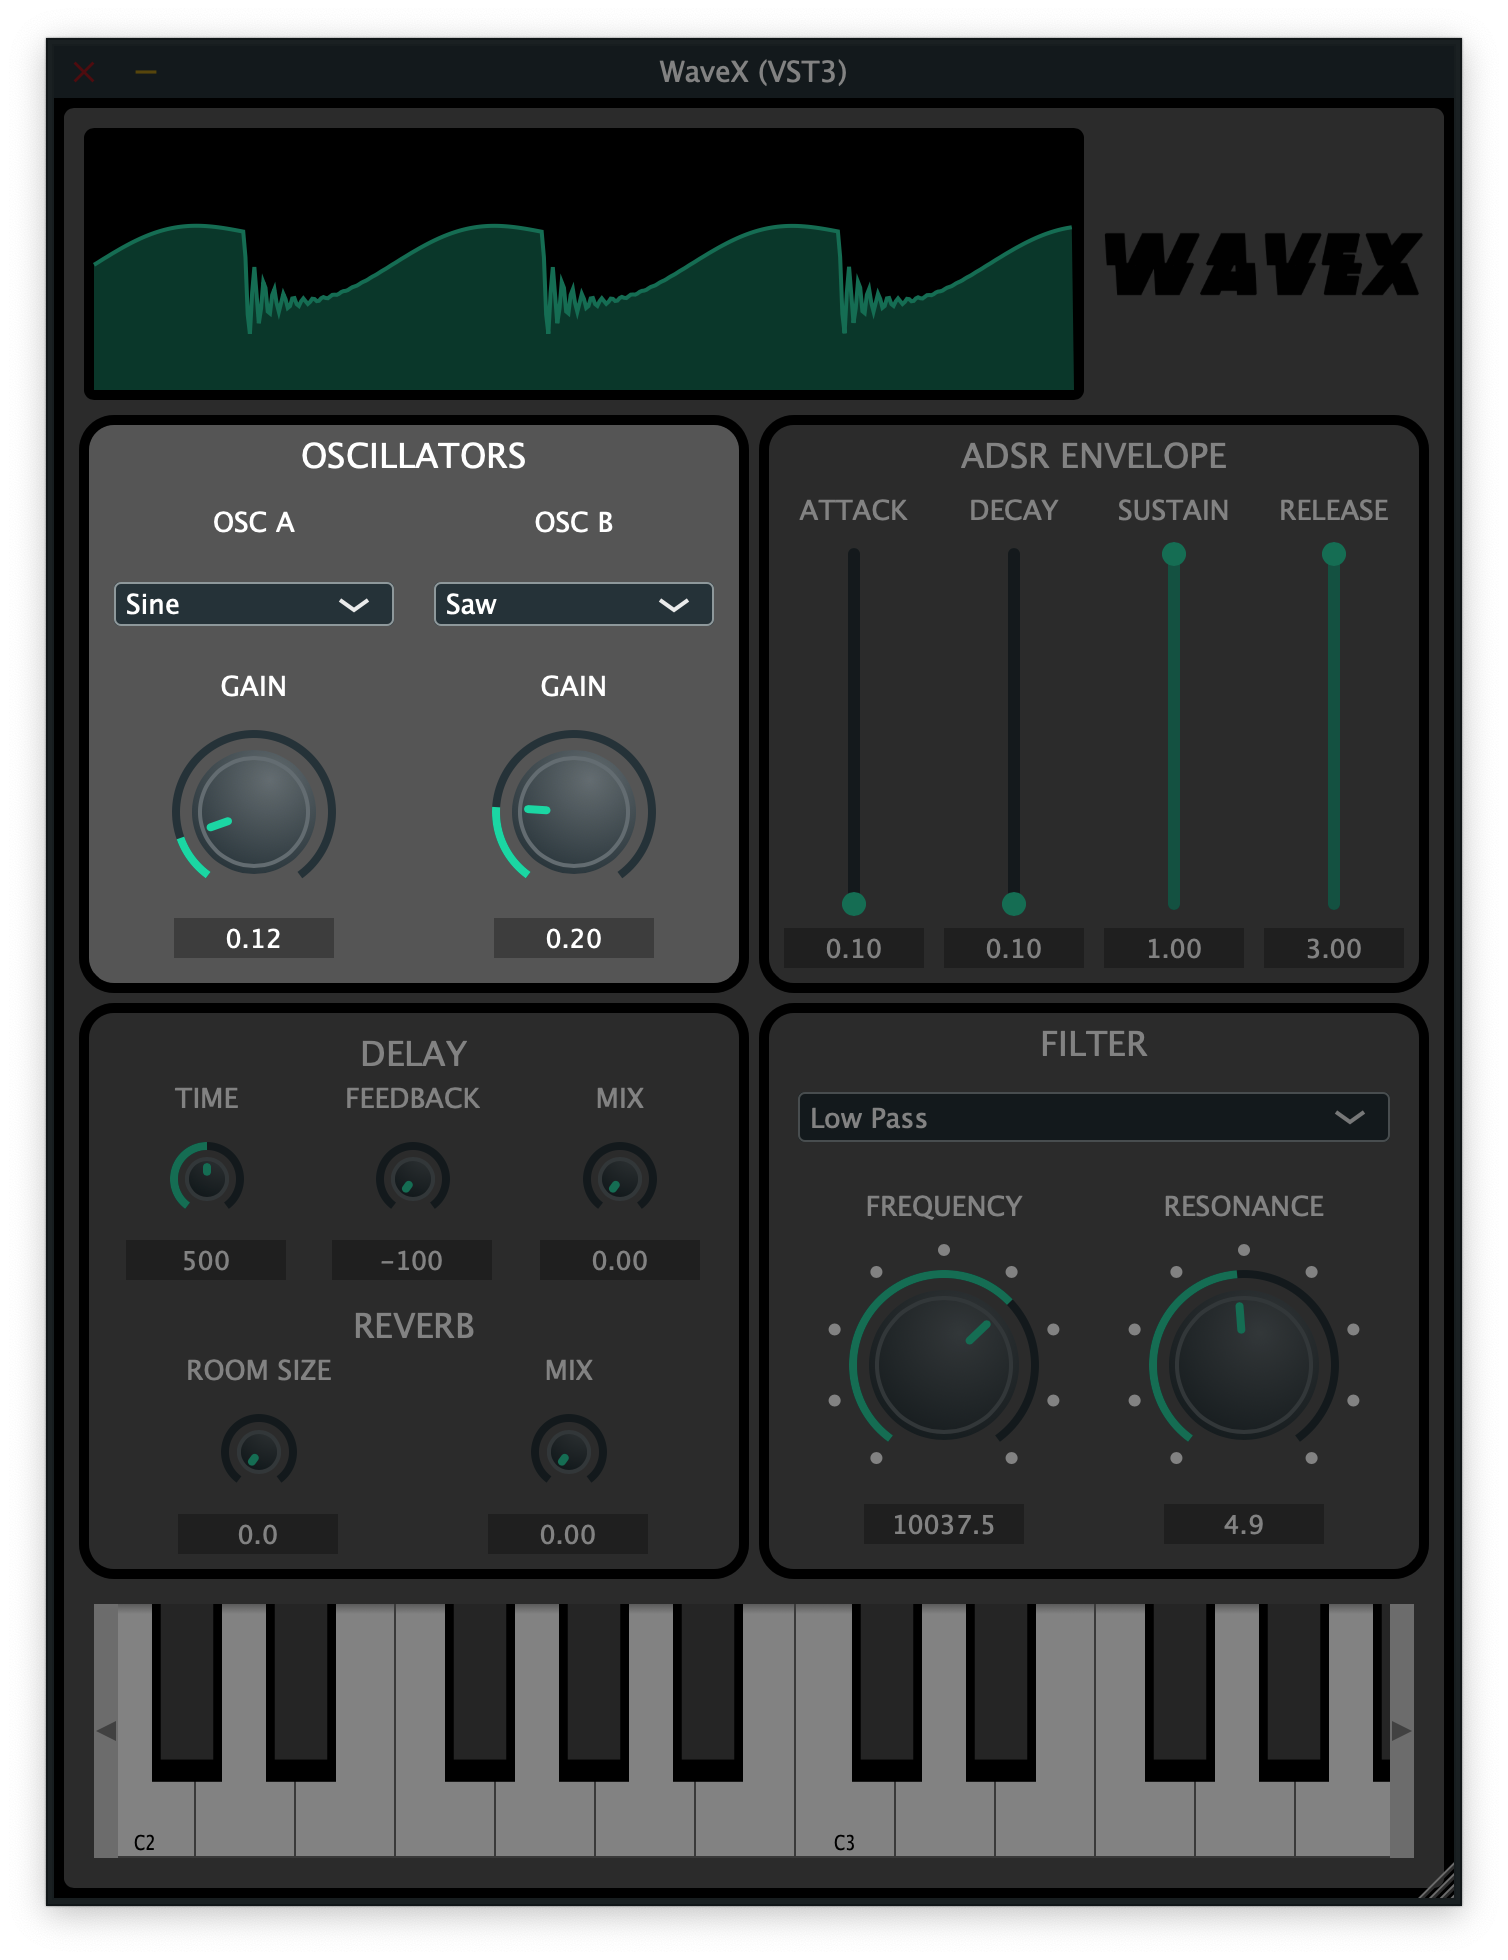 WaveX (VST3)
WAVEX
OSCILLATORS
OSC A
OSC B
Sine
Saw
GAIN
GAIN
0.12
0.20
ADSR ENVELOPE
ATTACK
DECAY
SUSTAIN
RELEASE
0.10
0.10
1.00
3.00
DELAY
TIME
FEEDBACK
MIX
500
-100
0.00
REVERB
ROOM SIZE
MIX
0.0
0.00
FILTER
Low Pass
FREQUENCY
RESONANCE
10037.5
4.9
C2
C3